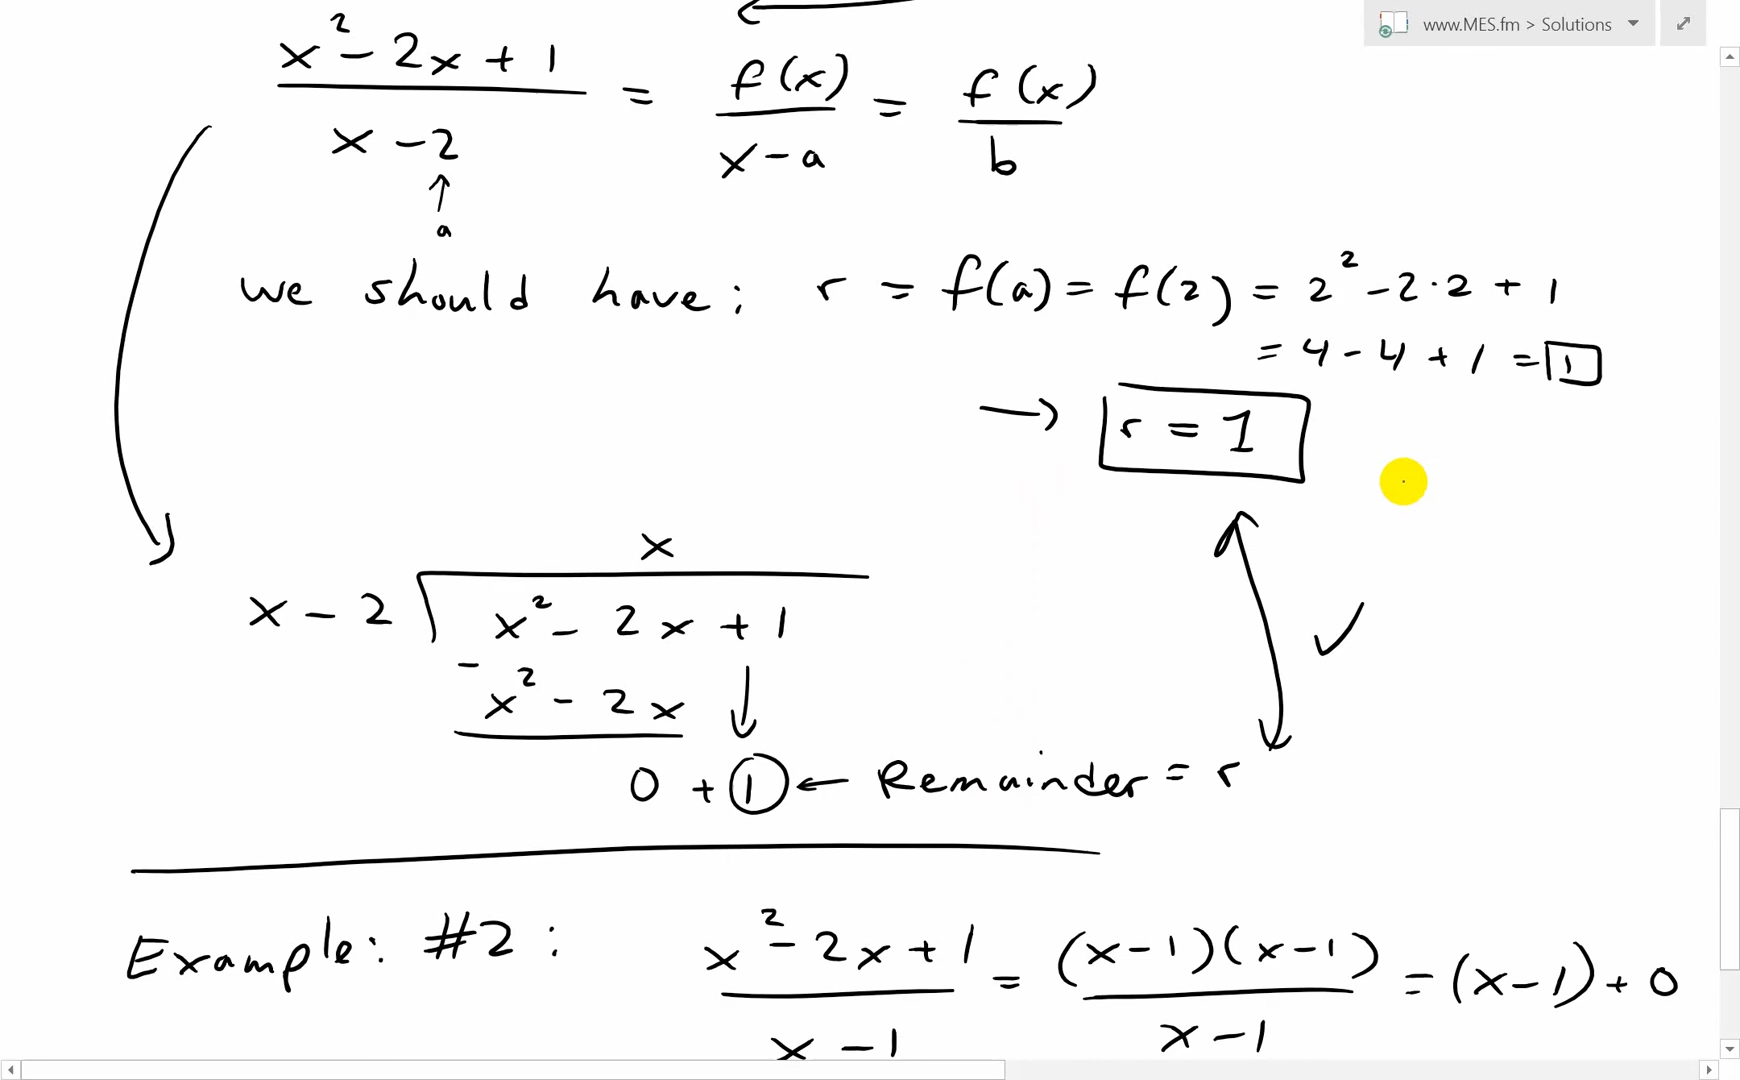 www.MES.fm > Solutions
x² - 2x + 1 / x - 2 = f(x) / x - a = f(x) / b
↑
a
we should have: r = f(a) = f(2) = 2² - 2·2 + 1
= 4 - 4 + 1 = 1
→ r = 1
x
x - 2 x² - 2x + 1
- x² - 2x ↓
0 + 1 ← Remainder = r
Example: #2: x² - 2x + 1 / x - 1 = (x-1)(x-1) / x - 1 = (x-1) + 0